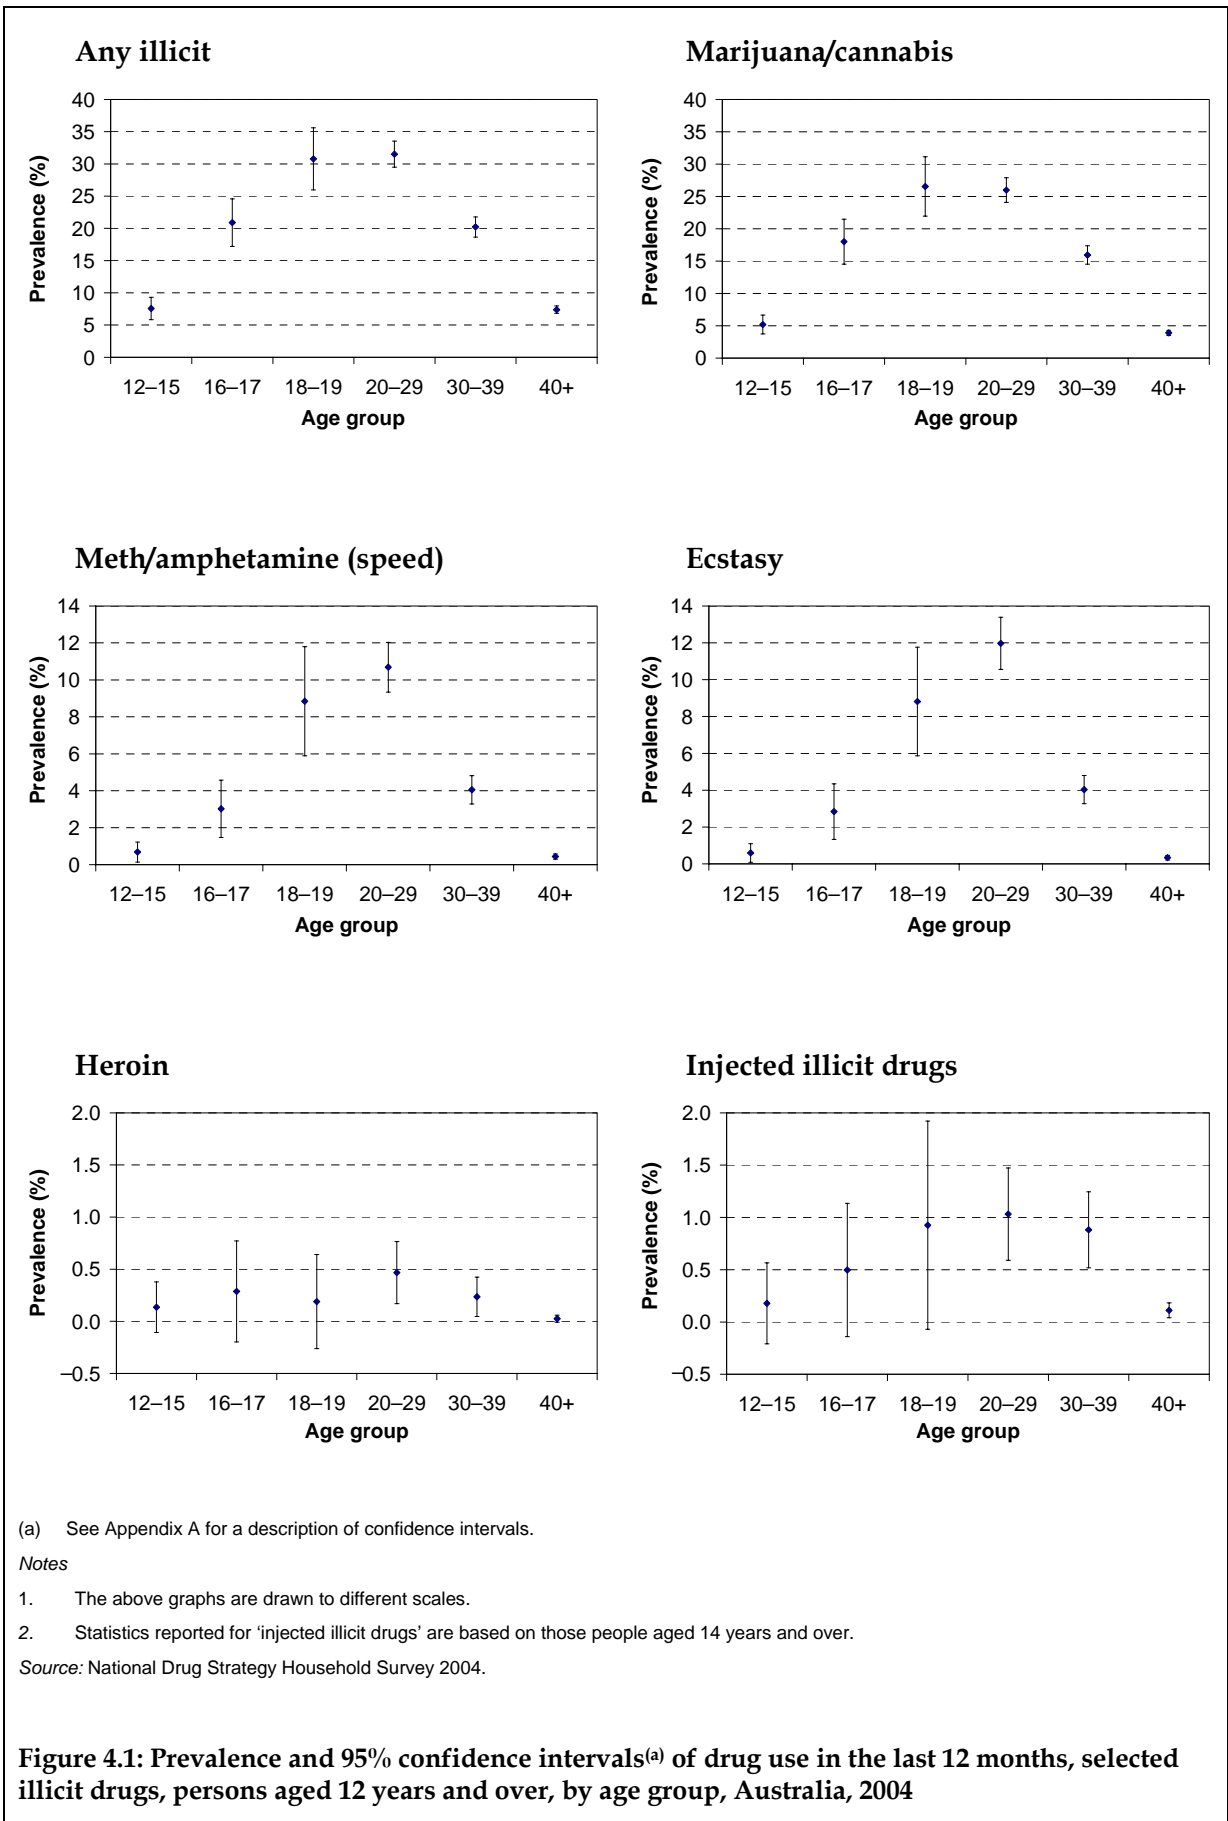 Any illicit
40
35
30
25
20
15
10
5
0
Prevalence (%)
12–15 16–17 18–19 20–29 30–39 40+
Age group
Marijuana/cannabis
40
35
30
25
20
15
10
5
0
Prevalence (%)
12–15 16–17 18–19 20–29 30–39 40+
Age group
Meth/amphetamine (speed)
14
12
10
8
6
4
2
0
Prevalence (%)
12–15 16–17 18–19 20–29 30–39 40+
Age group
Ecstasy
14
12
10
8
6
4
2
0
Prevalence (%)
12–15 16–17 18–19 20–29 30–39 40+
Age group
Heroin
2.0
1.5
1.0
0.5
0.0
–0.5
Prevalence (%)
12–15 16–17 18–19 20–29 30–39 40+
Age group
Injected illicit drugs
2.0
1.5
1.0
0.5
0.0
–0.5
Prevalence (%)
12–15 16–17 18–19 20–29 30–39 40+
Age group
(a) See Appendix A for a description of confidence intervals.
Notes
1. The above graphs are drawn to different scales.
2. Statistics reported for ‘injected illicit drugs’ are based on those people aged 14 years and over.
Source: National Drug Strategy Household Survey 2004.
Figure 4.1: Prevalence and 95% confidence intervals(a) of drug use in the last 12 months, selected
illicit drugs, persons aged 12 years and over, by age group, Australia, 2004